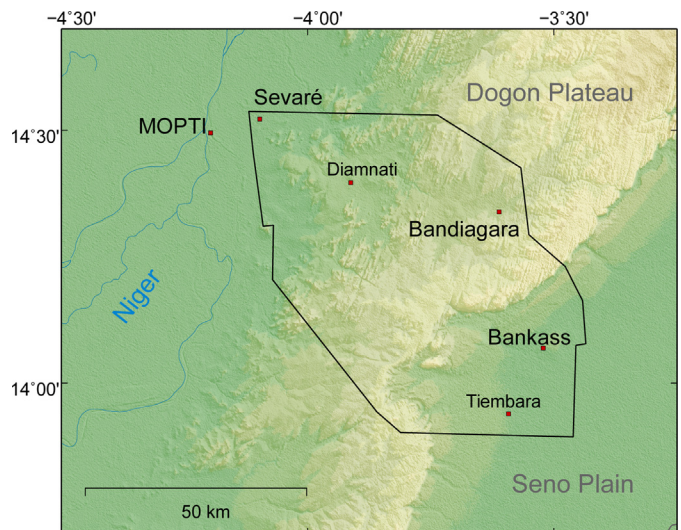 −4°30'
−4°00'
−3°30'
Dogon Plateau
Sevaré
MOPTI
14°30'
Diamnati
Bandiagara
Niger
Bankass
14°00'
Tiembara
Seno Plain
50 km